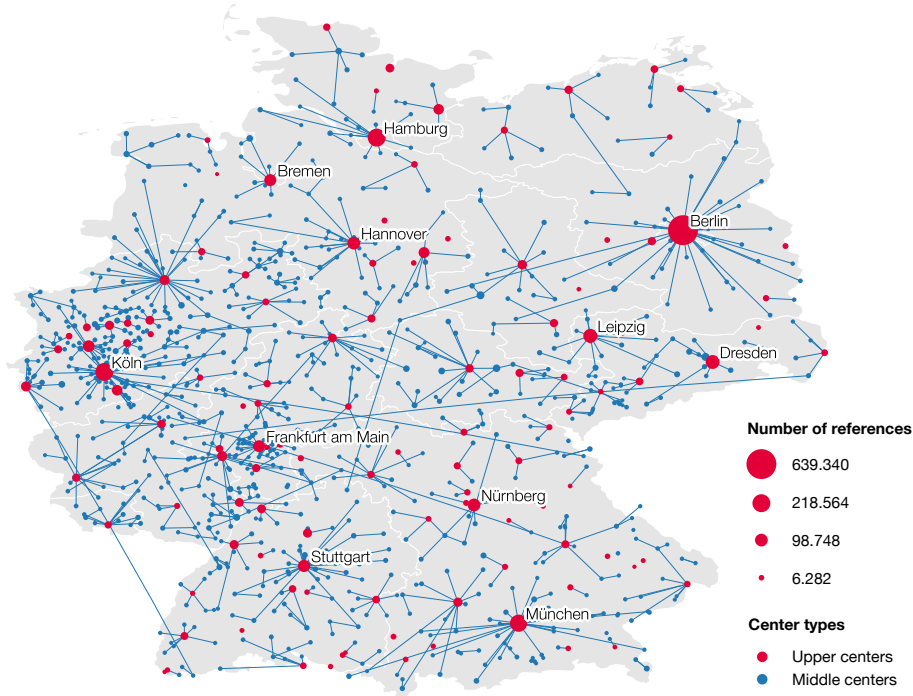 Hamburg
Bremen
Berlin
Hannover
Leipzig
Dresden
Köln
Frankfurt am Main
Nürnberg
Stuttgart
München
Number of references
639.340
218.564
98.748
6.282
Center types
Upper centers
Middle centers